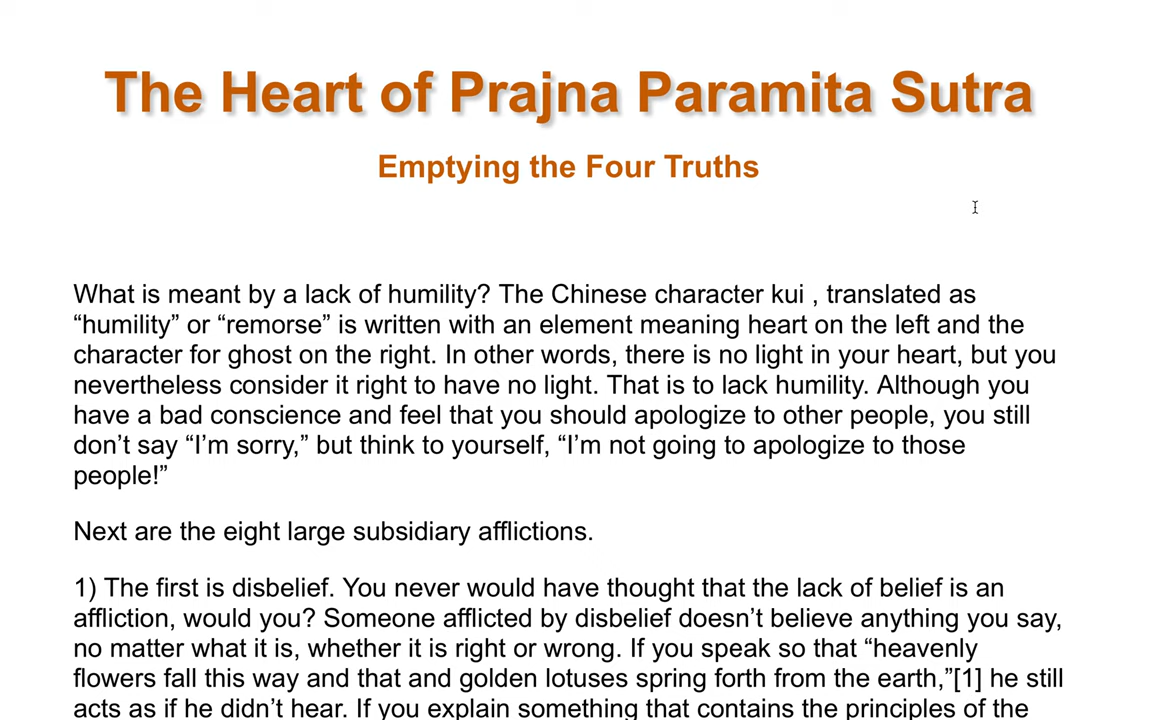 The Heart of Prajna Paramita Sutra
Emptying the Four Truths
What is meant by a lack of humility? The Chinese character kui , translated as
“humility” or “remorse” is written with an element meaning heart on the left and the
character for ghost on the right. In other words, there is no light in your heart, but you
nevertheless consider it right to have no light. That is to lack humility. Although you
have a bad conscience and feel that you should apologize to other people, you still
don’t say “I’m sorry,” but think to yourself, “I’m not going to apologize to those
people!”
Next are the eight large subsidiary afflictions.
1) The first is disbelief. You never would have thought that the lack of belief is an
affliction, would you? Someone afflicted by disbelief doesn’t believe anything you say,
no matter what it is, whether it is right or wrong. If you speak so that “heavenly
flowers fall this way and that and golden lotuses spring forth from the earth,”[1] he still
acts as if he didn’t hear. If you explain something that contains the principles of the